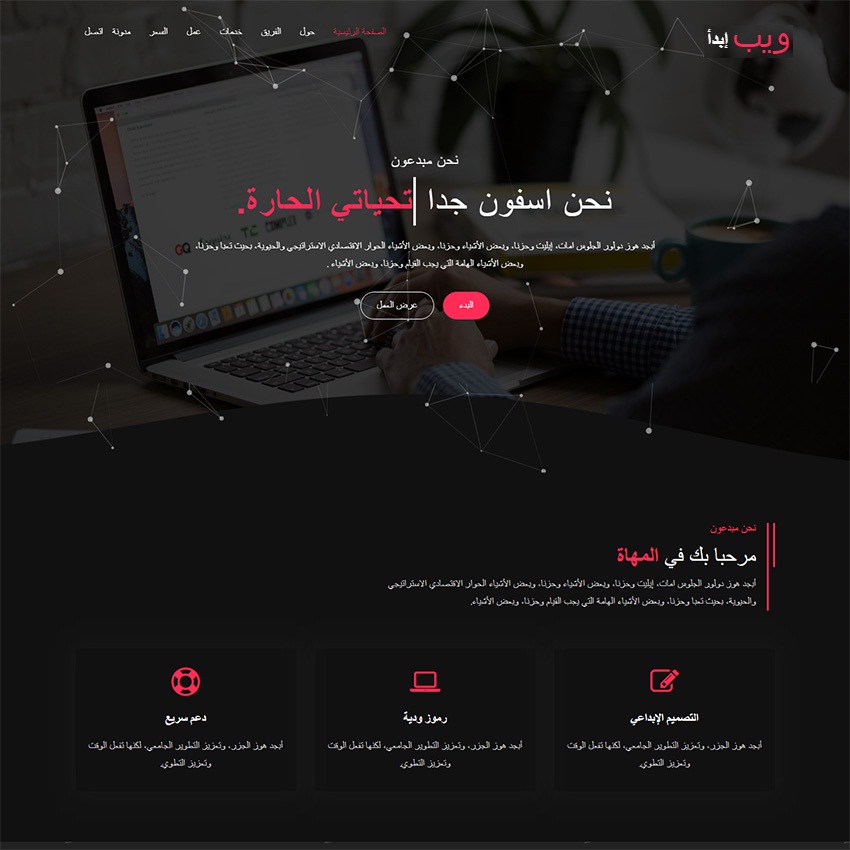 ويب إبدأ
الصفحة الرئيسية حول الفريق خدمات عمل السعر مدونة اتصل
نحن مبدعون
نحن اسفون جدا تحياتي الحارة.
أبجد هوز دولور الجلوس امات، إيليت وحزنا، وبعض الأشياء وحزنا، وبعض الأشياء الحوار الاقتصادي الاستراتيجي والحيوية، بحيث تعبا وحزنا،
وبعض الأشياء الهامة التي يجب القيام وحزنا، وبعض الأشياء .
البدء عرض العمل
نحن مبدعون
مرحبا بك في المهاة
أبجد هوز دولور الجلوس امات، إيليت وحزنا، وبعض الأشياء وحزنا، وبعض الأشياء الحوار الاقتصادي الاستراتيجي
والحيوية، بحيث تعبا وحزنا، وبعض الأشياء الهامة التي يجب القيام وحزنا، وبعض الأشياء.
التصميم الإبداعي
أبجد هوز الجزر، وتعزيز التطوير الجامعي، لكنها تفعل الوقت
وتعزيز التطوي.
رموز ودية
أبجد هوز الجزر، وتعزيز التطوير الجامعي، لكنها تفعل الوقت
وتعزيز التطوي.
دعم سريع
أبجد هوز الجزر، وتعزيز التطوير الجامعي، لكنها تفعل الوقت
وتعزيز التطوي.